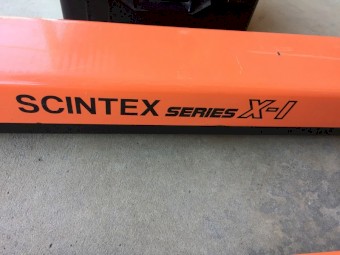 SCINTEX SERIES X-1